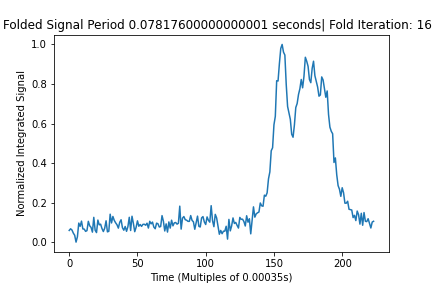 Folded Signal Period 0.07817600000000001 seconds| Fold Iteration: 16
1.0
0.8
0.6
0.4
0.2
0.0
Normalized Integrated Signal
0 50 100 150 200
Time (Multiples of 0.00035s)